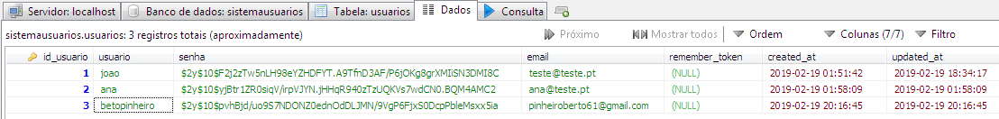 Servidor: localhost Banco de dados: sistemausuarios Tabela: usuarios Dados Consulta
sistemausuarios.usuarios: 3 registros totais (aproximadamente) Próximo Mostrar todos Ordem Colunas (7/7) Filtro
id_usuario usuario senha email remember_token created_at updated_at
1 joao $2y$10$F2j2zTw5nLH98eYZHDFYT.A9TfnD3AF/P6jOKg8grXMIiSN3DMI8C teste@teste.pt (NULL) 2019-02-19 01:51:42 2019-02-19 18:34:17
2 ana $2y$10$yjBtr1ZR0siqV/irpVJYN.jHHqR940zTzUQKVs7wdCN0.BQM4AMC2 ana@teste.pt (NULL) 2019-02-19 01:58:09 2019-02-19 01:58:09
3 betopinheiro $2y$10$pvhBjd/uo9S7NDONZ0ednOdDLJMN/9VgP6FjxS0DcpPbleMsxx5ia pinheiroberto61@gmail.com (NULL) 2019-02-19 20:16:45 2019-02-19 20:16:45